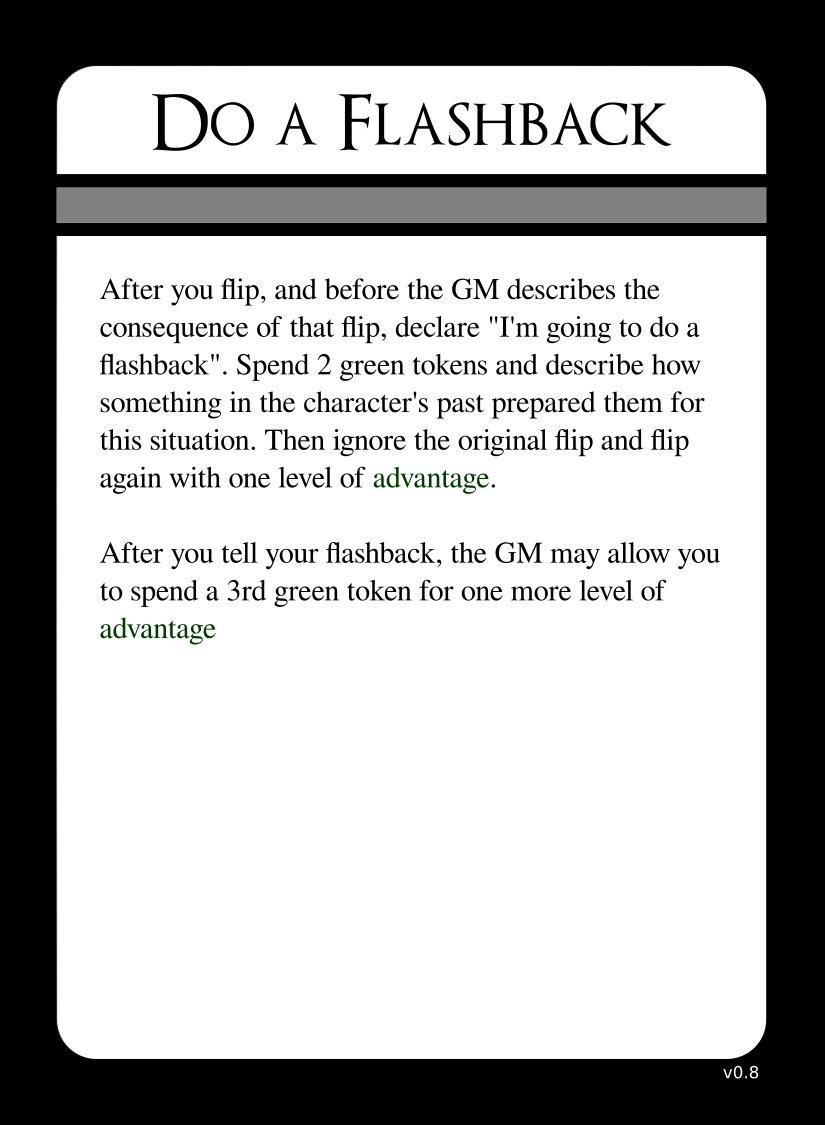 Do a Flashback
After you flip, and before the GM describes the
consequence of that flip, declare "I'm going to do a
flashback". Spend 2 green tokens and describe how
something in the character's past prepared them for
this situation. Then ignore the original flip and flip
again with one level of advantage.
After you tell your flashback, the GM may allow you
to spend a 3rd green token for one more level of
advantage
v0.8